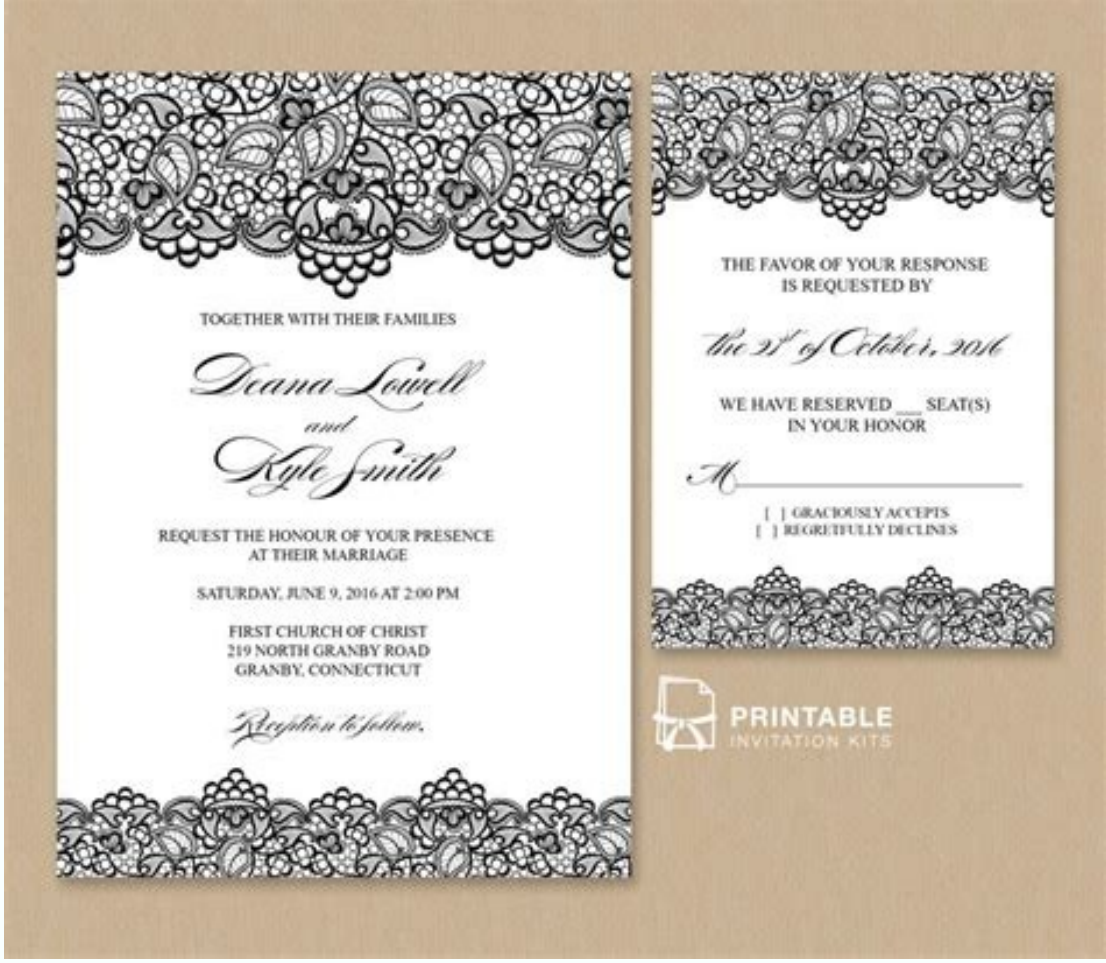 TOGETHER WITH THEIR FAMILIES
Deana Lowell
and
Kyle Smith
REQUEST THE HONOUR OF YOUR PRESENCE
AT THEIR MARRIAGE
SATURDAY, JUNE 9, 2016 AT 2:00 PM
FIRST CHURCH OF CHRIST
219 NORTH GRANBY ROAD
GRANBY, CONNECTICUT
Reception to follow.
THE FAVOR OF YOUR RESPONSE
IS REQUESTED BY
the 21st of October, 2016
WE HAVE RESERVED ___ SEAT(S)
IN YOUR HONOR
M
[ ] GRACIOUSLY ACCEPTS
[ ] REGRETFULLY DECLINES
PRINTABLE
INVITATION KITS